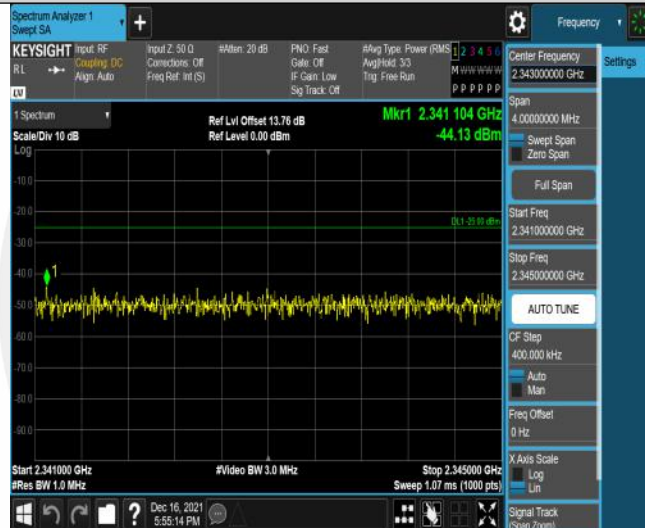 Spectrum Analyzer 1
Swept SA
Frequency
KEYSIGHT
RL
Input: RF
Coupling: DC
Align: Auto
Input Z: 50 Ω
Corrections: Off
Freq Ref: Int (S)
#Atten: 20 dB
PNO: Fast
Gate: Off
IF Gain: Low
Sig Track: Off
#Avg Type: Power (RMS
Avg|Hold: 3/3
Trig: Free Run
1 2 3 4 5 6
M W W W W W
P P P P P P
1 Spectrum
Scale/Div 10 dB
Log
Ref Lvl Offset 13.76 dB
Ref Level 0.00 dBm
Mkr1 2.341 104 GHz
-44.13 dBm
-10.0
-20.0
DL1 -25.00 dBm
-30.0
-40.0
1
-50.0
-60.0
-70.0
-80.0
-90.0
Start 2.341000 GHz
#Res BW 1.0 MHz
#Video BW 3.0 MHz
Stop 2.345000 GHz
Sweep 1.07 ms (1000 pts)
Dec 16, 2021
5:55:14 PM
Center Frequency
2.343000000 GHz
Settings
Span
4.00000000 MHz
Swept Span
Zero Span
Full Span
Start Freq
2.341000000 GHz
Stop Freq
2.345000000 GHz
AUTO TUNE
CF Step
400.000 kHz
Auto
Man
Freq Offset
0 Hz
X Axis Scale
Log
Lin
Signal Track
(Span Zoom)